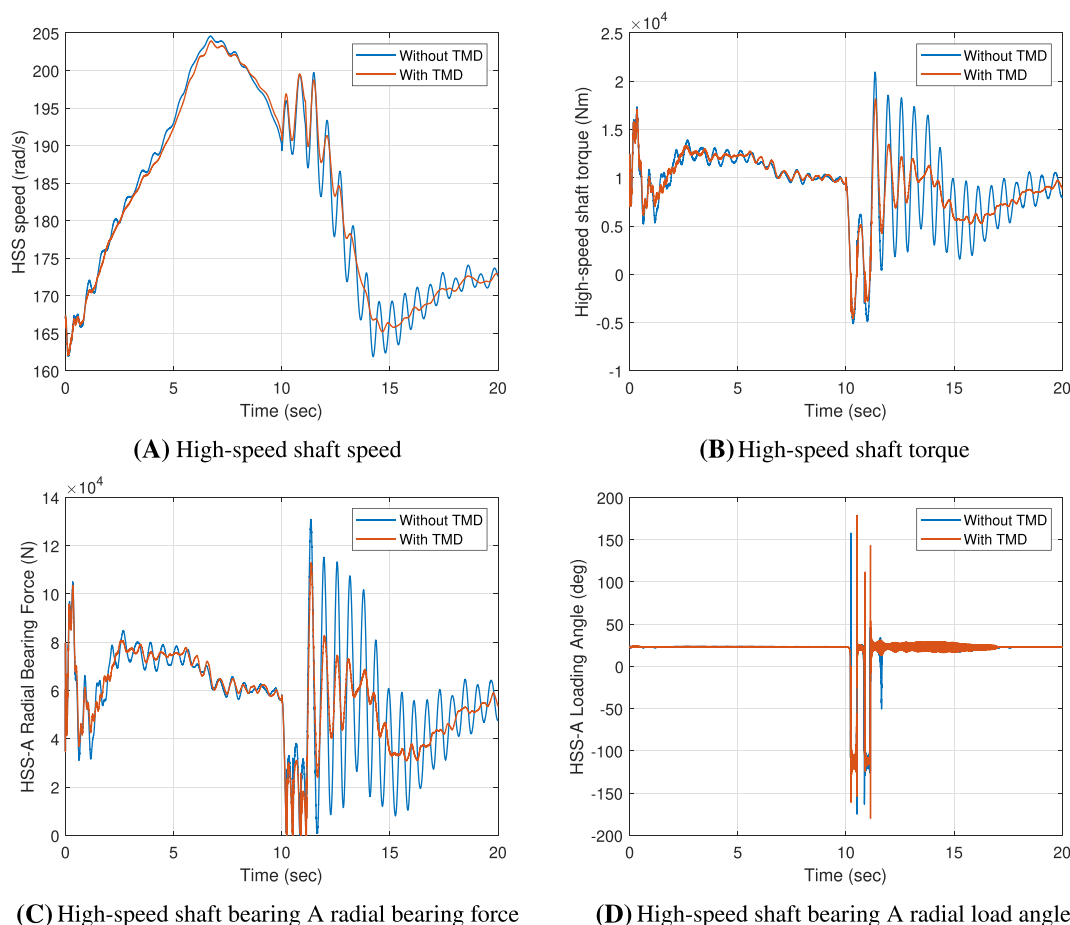 205
200
195
190
185
180
175
170
165
160
HSS speed (rad/s)
Without TMD
With TMD
0 5 10 15 20
Time (sec)
(A) High-speed shaft speed
×10⁴
2.5
2
1.5
1
0.5
0
-0.5
-1
High-speed shaft torque (Nm)
Without TMD
With TMD
0 5 10 15 20
Time (sec)
(B) High-speed shaft torque
×10⁴
14
12
10
8
6
4
2
0
HSS-A Radial Bearing Force (N)
Without TMD
With TMD
0 5 10 15 20
Time (sec)
(C) High-speed shaft bearing A radial bearing force
200
150
100
50
0
-50
-100
-150
-200
HSS-A Loading Angle (deg)
Without TMD
With TMD
0 5 10 15 20
Time (sec)
(D) High-speed shaft bearing A radial load angle